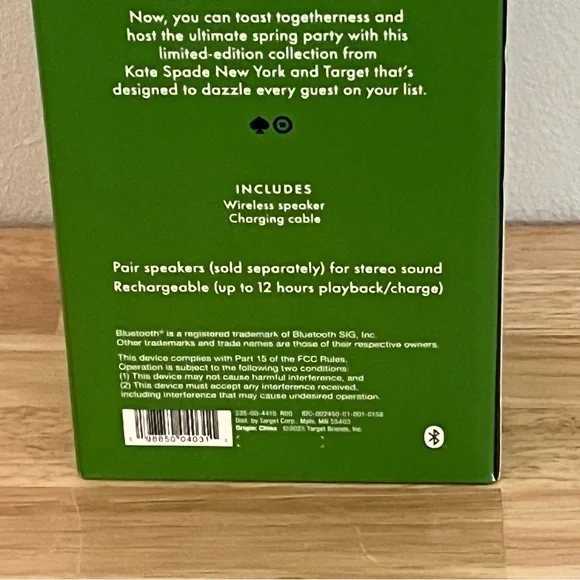 Now, you can toast togetherness and
host the ultimate spring party with this
limited-edition collection from
Kate Spade New York and Target that's
designed to dazzle every guest on your list.
INCLUDES
Wireless speaker
Charging cable
Pair speakers (sold separately) for stereo sound
Rechargeable (up to 12 hours playback/charge)
Bluetooth® is a registered trademark of Bluetooth SIG, Inc.
Other trademarks and trade names are those of their respective owners.
This device complies with Part 15 of the FCC Rules.
Operation is subject to the following two conditions:
(1) This device may not cause harmful interference, and
(2) This device must accept any interference received,
including interference that may cause undesired operation.
Dist. by Target Corp., Mpls, MN 55403
Origin: China ©2025 Target Brands, Inc.
98850 04031